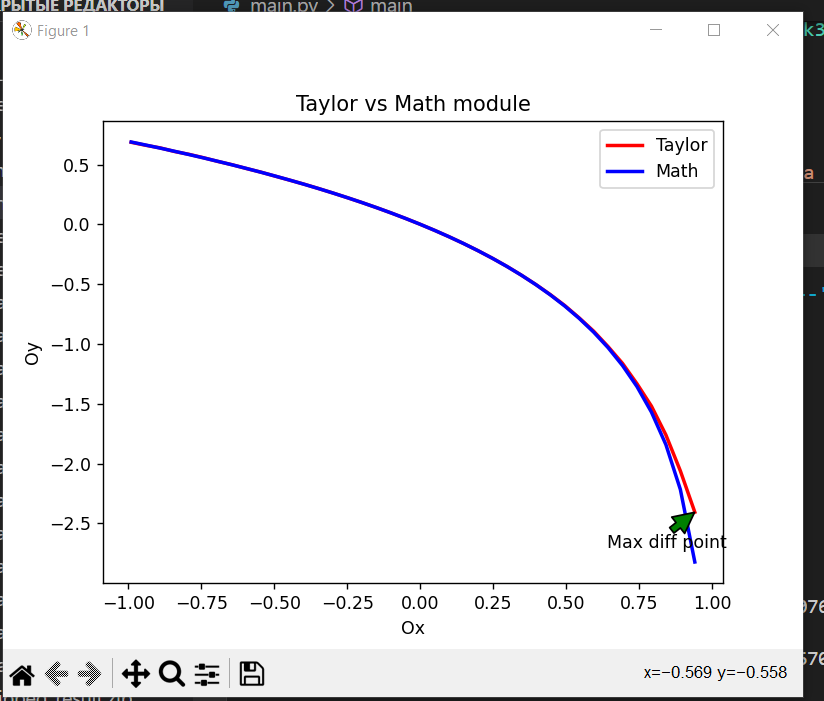 РЫТЫЕ РЕДАКТОРЫ
main.py > main
Figure 1
Taylor vs Math module
Taylor
Math
0.5
0.0
−0.5
−1.0
−1.5
−2.0
−2.5
Oy
Max diff point
−1.00 −0.75 −0.50 −0.25 0.00 0.25 0.50 0.75 1.00
Ox
x=−0.569 y=−0.558